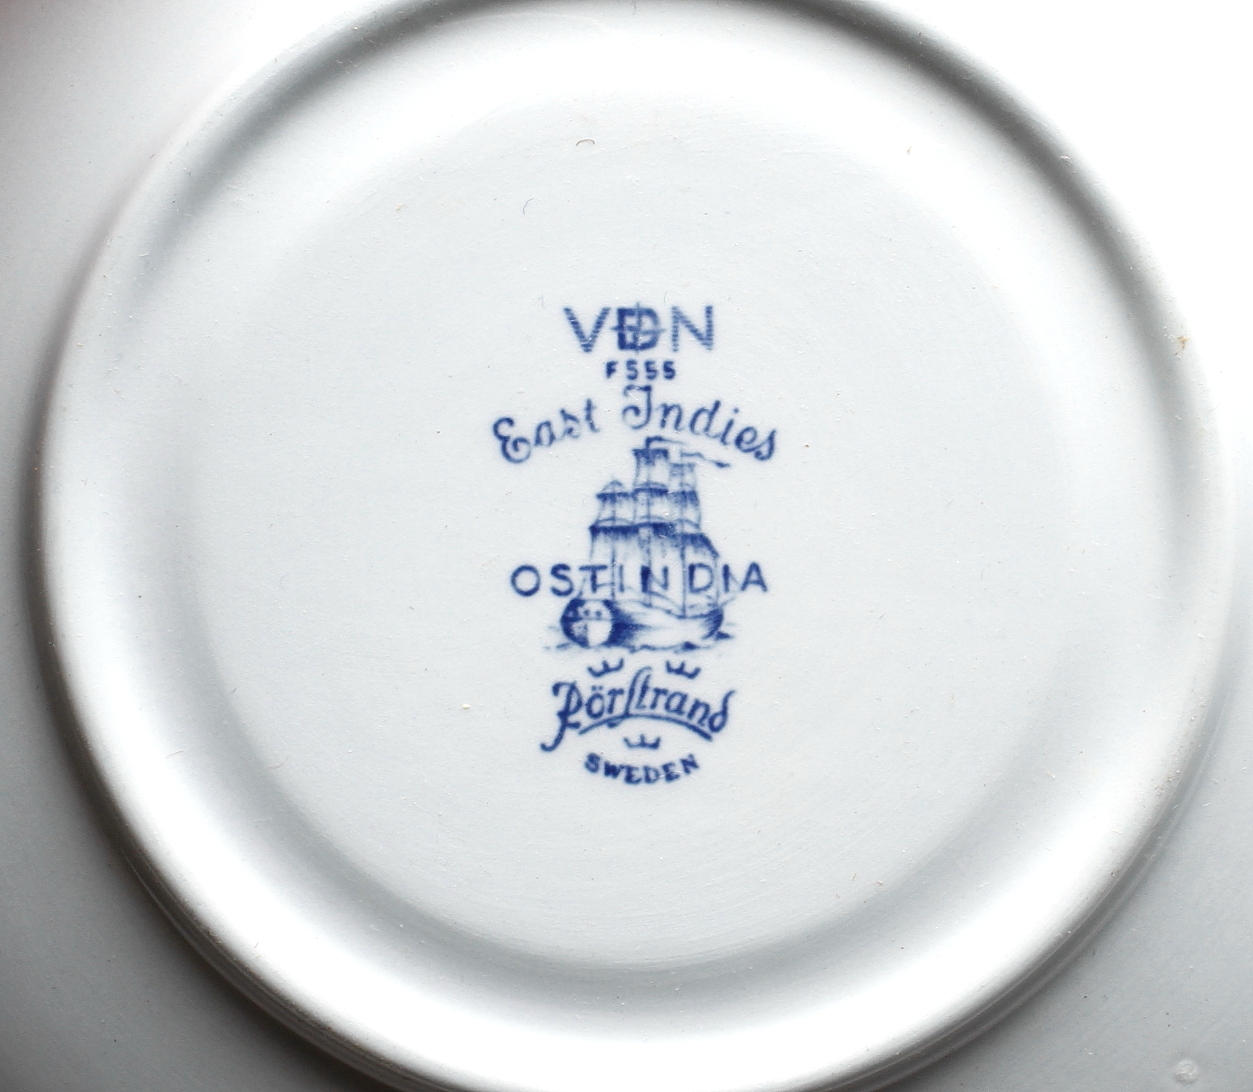 VDN
F555
East Indies
OSTINDIA
Rörstrand
SWEDEN